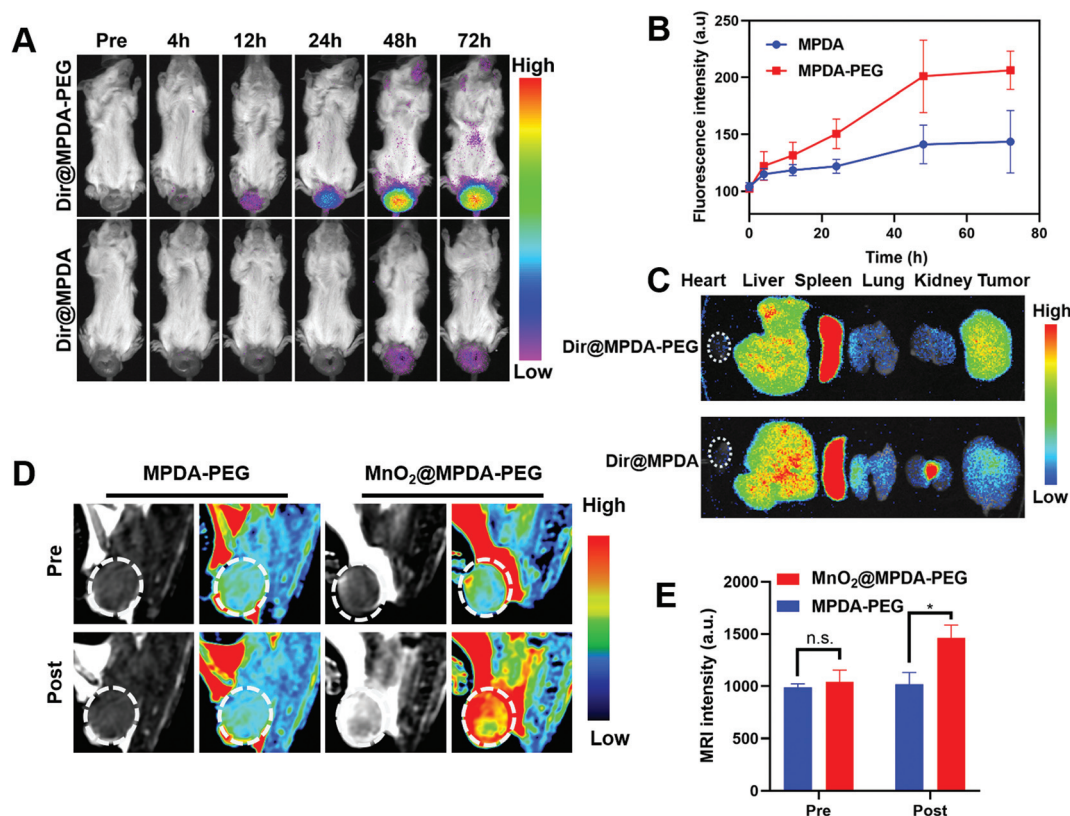 A
Pre 4h 12h 24h 48h 72h
Dir@MPDA-PEG
Dir@MPDA
High
Low
B
Fluorescence intensity (a.u)
250
200
150
100
MPDA
MPDA-PEG
0 20 40 60 80
Time (h)
C
Heart Liver Spleen Lung Kidney Tumor
Dir@MPDA-PEG
Dir@MPDA
High
Low
D
MPDA-PEG MnO₂@MPDA-PEG
Pre
Post
High
Low
E
MRI intensity (a.u.)
2000
1500
1000
500
0
MnO₂@MPDA-PEG
MPDA-PEG
n.s.
*
Pre Post